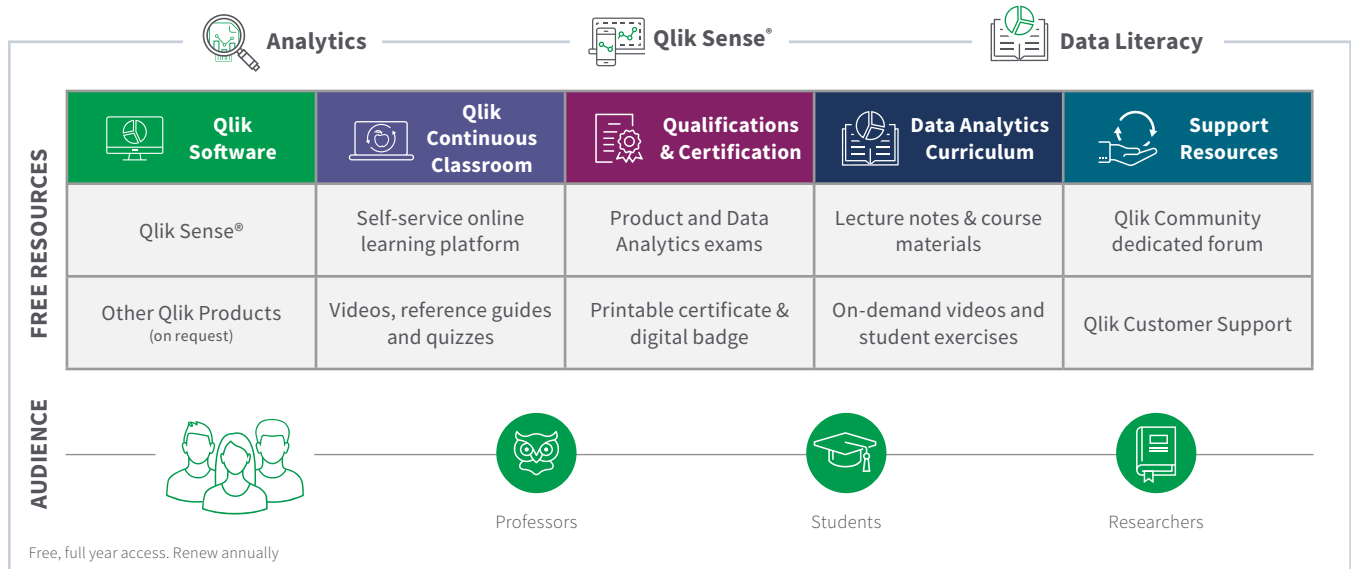 Analytics
Qlik Sense®
Data Literacy
FREE RESOURCES
Qlik
Software
Qlik
Continuous
Classroom
Qualifications
& Certification
Data Analytics
Curriculum
Support
Resources
Qlik Sense®
Self-service online
learning platform
Product and Data
Analytics exams
Lecture notes & course
materials
Qlik Community
dedicated forum
Other Qlik Products
(on request)
Videos, reference guides
and quizzes
Printable certificate &
digital badge
On-demand videos and
student exercises
Qlik Customer Support
AUDIENCE
Professors
Students
Researchers
Free, full year access. Renew annually